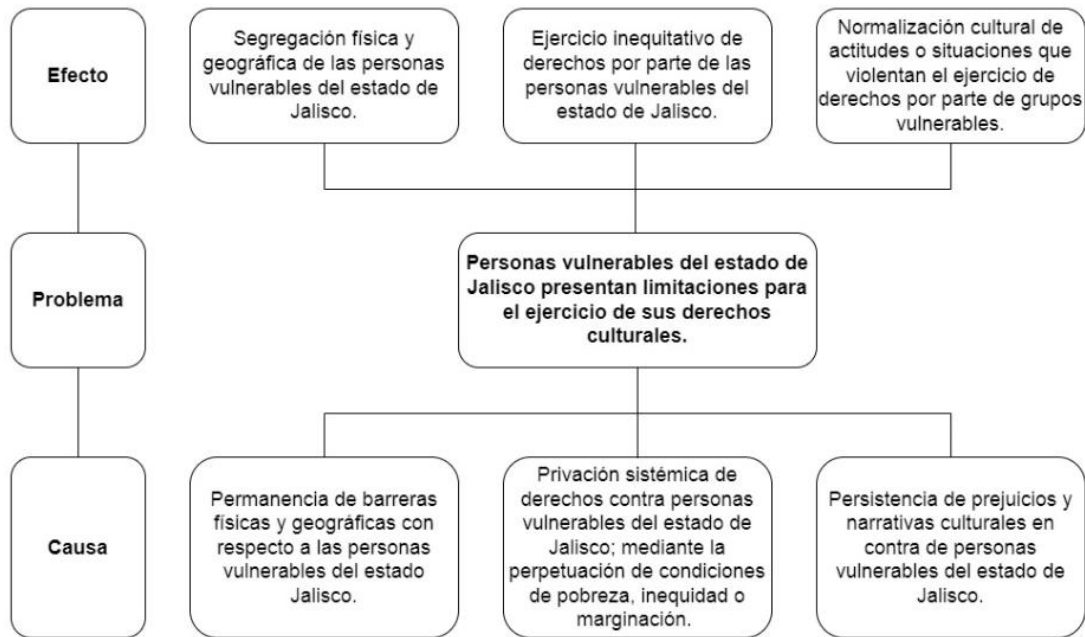 Efecto
Segregación física y
geográfica de las personas
vulnerables del estado de
Jalisco.
Ejercicio inequitativo de
derechos por parte de las
personas vulnerables del
estado de Jalisco.
Normalización cultural de
actitudes o situaciones que
violentan el ejercicio de
derechos por parte de grupos
vulnerables.
Problema
Personas vulnerables del estado de
Jalisco presentan limitaciones para
el ejercicio de sus derechos
culturales.
Causa
Permanencia de barreras
físicas y geográficas con
respecto a las personas
vulnerables del estado
Jalisco.
Privación sistémica de
derechos contra personas
vulnerables del estado de
Jalisco; mediante la
perpetuación de condiciones
de pobreza, inequidad o
marginación.
Persistencia de prejuicios y
narrativas culturales en
contra de personas
vulnerables del estado de
Jalisco.